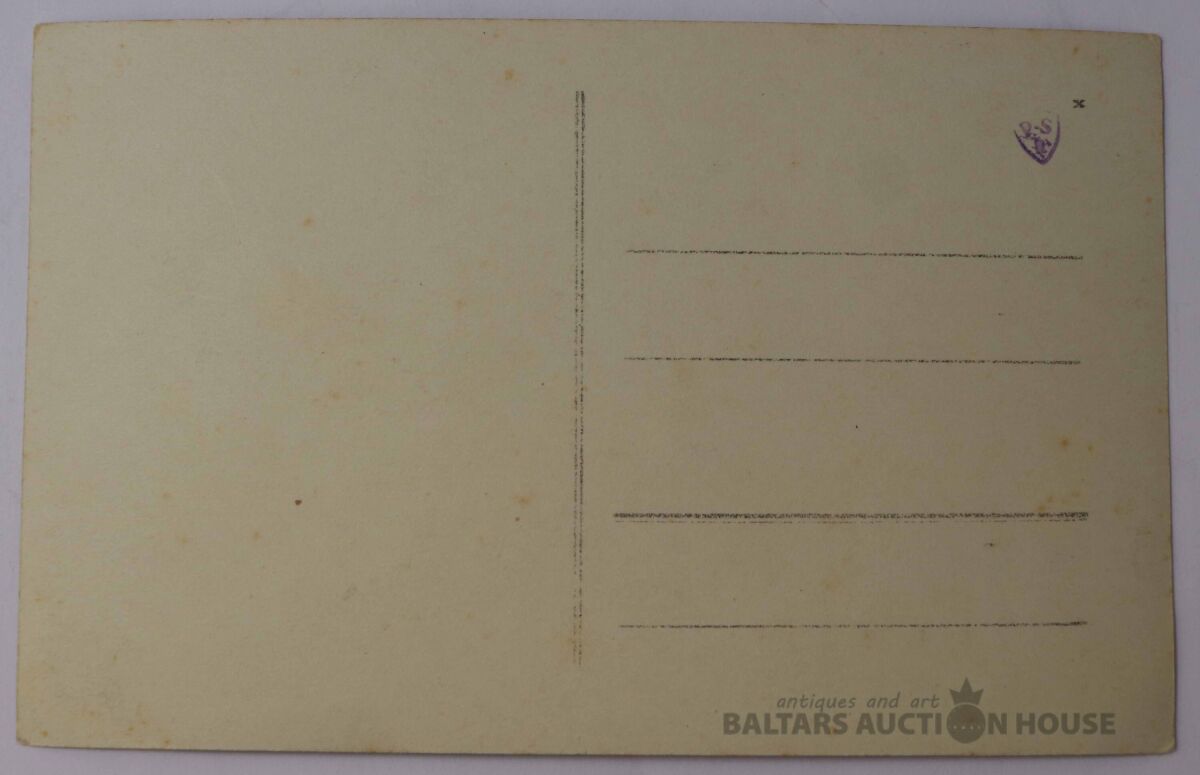 x
antiques and art
BALTARS AUCTION HOUSE